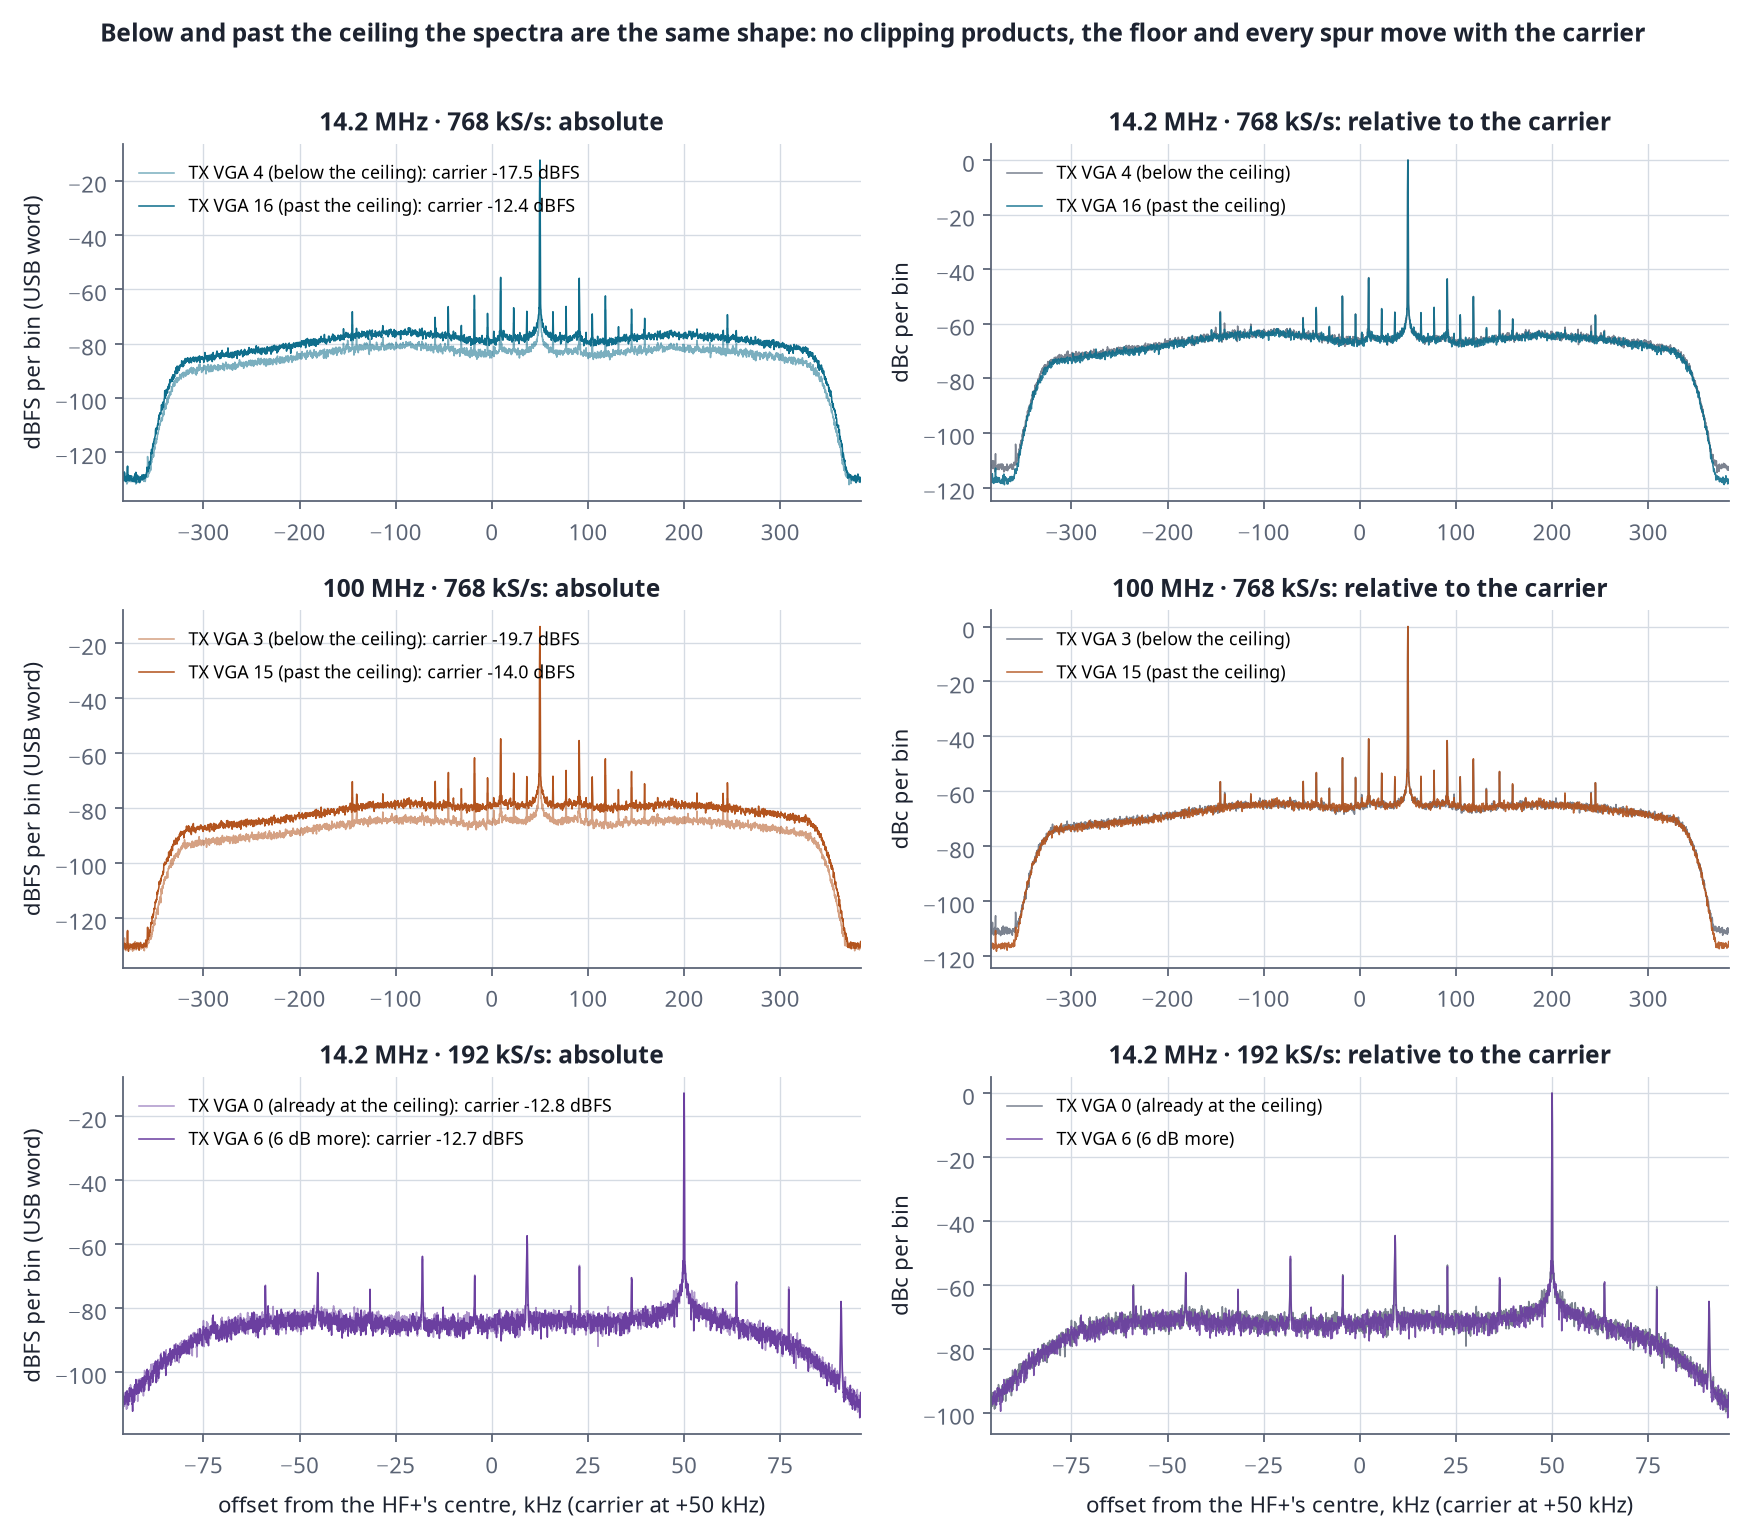 Below and past the ceiling the spectra are the same shape: no clipping products, the floor and every spur move with the carrier
14.2 MHz · 768 kS/s: absolute
TX VGA 4 (below the ceiling): carrier -17.5 dBFS
TX VGA 16 (past the ceiling): carrier -12.4 dBFS
dBFS per bin (USB word)
−20
−40
−60
−80
−100
−120
−300 −200 −100 0 100 200 300
14.2 MHz · 768 kS/s: relative to the carrier
TX VGA 4 (below the ceiling)
TX VGA 16 (past the ceiling)
dBc per bin
0
−20
−40
−60
−80
−100
−120
−300 −200 −100 0 100 200 300
100 MHz · 768 kS/s: absolute
TX VGA 3 (below the ceiling): carrier -19.7 dBFS
TX VGA 15 (past the ceiling): carrier -14.0 dBFS
dBFS per bin (USB word)
−20
−40
−60
−80
−100
−120
−300 −200 −100 0 100 200 300
100 MHz · 768 kS/s: relative to the carrier
TX VGA 3 (below the ceiling)
TX VGA 15 (past the ceiling)
dBc per bin
0
−20
−40
−60
−80
−100
−120
−300 −200 −100 0 100 200 300
14.2 MHz · 192 kS/s: absolute
TX VGA 0 (already at the ceiling): carrier -12.8 dBFS
TX VGA 6 (6 dB more): carrier -12.7 dBFS
dBFS per bin (USB word)
−20
−40
−60
−80
−100
−75 −50 −25 0 25 50 75
offset from the HF+'s centre, kHz (carrier at +50 kHz)
14.2 MHz · 192 kS/s: relative to the carrier
TX VGA 0 (already at the ceiling)
TX VGA 6 (6 dB more)
dBc per bin
0
−20
−40
−60
−80
−100
−75 −50 −25 0 25 50 75
offset from the HF+'s centre, kHz (carrier at +50 kHz)